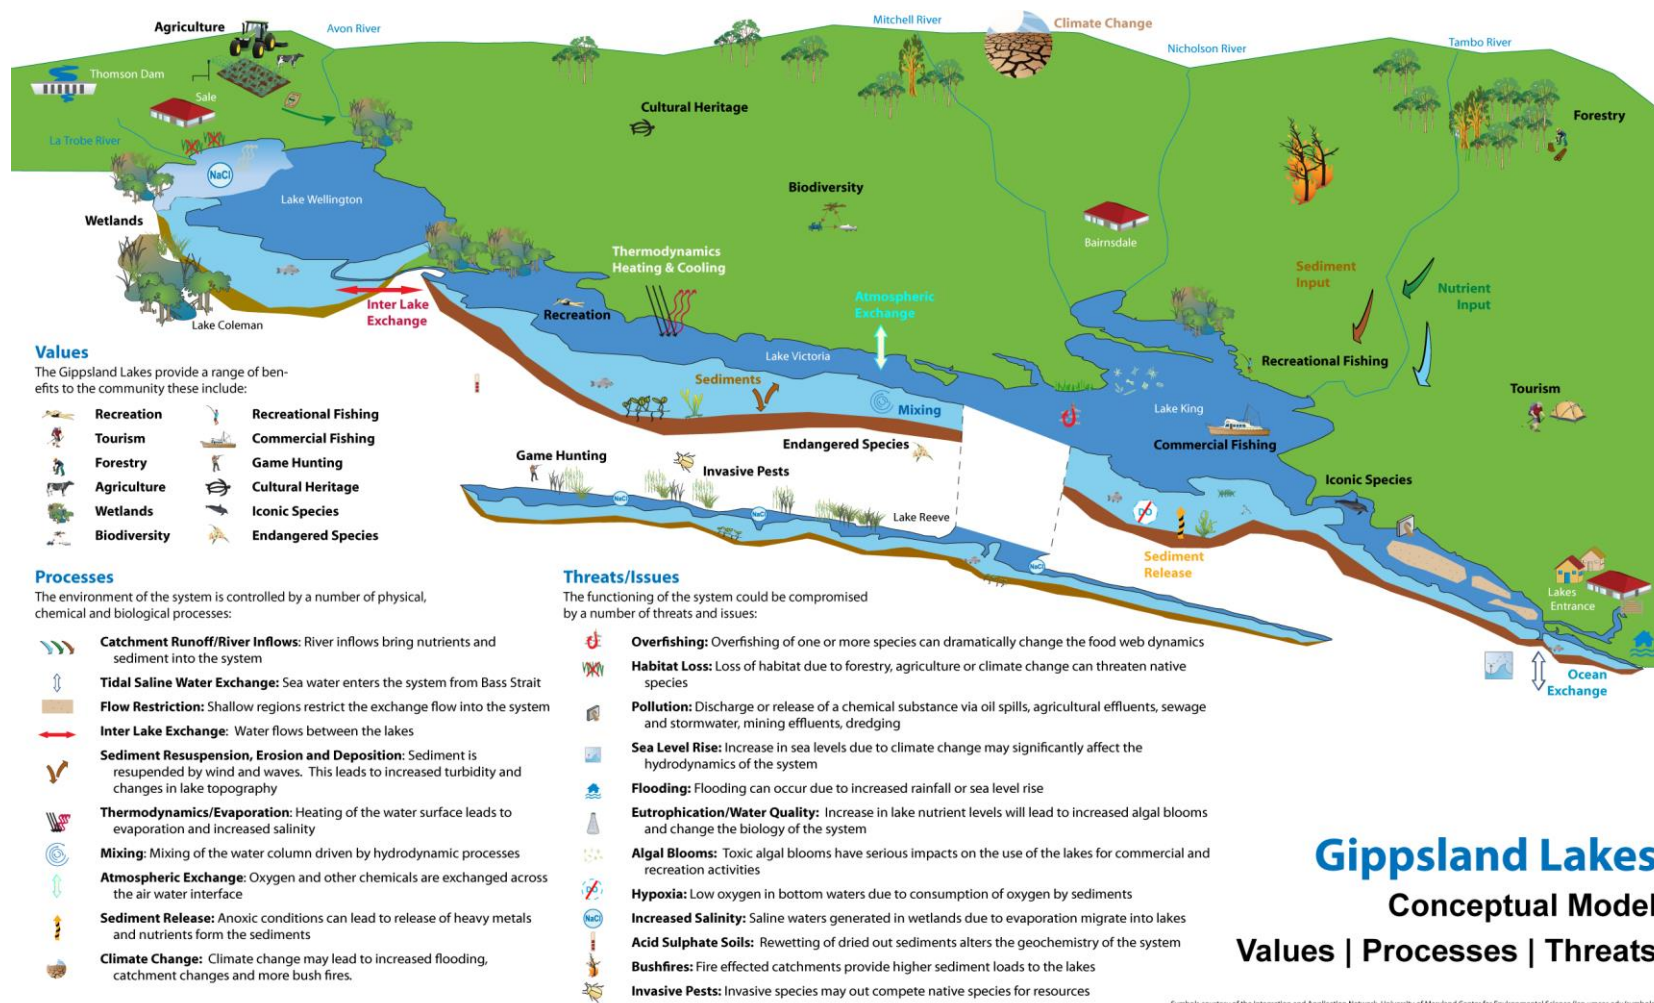 Agriculture
Avon River
Mitchell River
Climate Change
Nicholson River
Tambo River
Thomson Dam
Sale
Cultural Heritage
Forestry
La Trobe River
NaCl
Lake Wellington
Biodiversity
Wetlands
Bairnsdale
Thermodynamics
Heating & Cooling
Sediment
Input
Nutrient
Input
Atmospheric
Exchange
Inter Lake
Exchange
Lake Coleman
Recreation
Lake Victoria
Recreational Fishing
Sediments
Mixing
Lake King
Tourism
Commercial Fishing
Endangered Species
Game Hunting
Invasive Pests
Iconic Species
NaCl
NaCl
Lake Reeve
DO
Sediment
Release
NaCl
Lakes
Entrance
Ocean
Exchange
Values
The Gippsland Lakes provide a range of ben-
efits to the community these include:
Recreation
Recreational Fishing
Tourism
Commercial Fishing
Forestry
Game Hunting
Agriculture
Cultural Heritage
Wetlands
Iconic Species
Biodiversity
Endangered Species
Processes
The environment of the system is controlled by a number of physical,
chemical and biological processes:
Catchment Runoff/River Inflows: River inflows bring nutrients and
sediment into the system
Tidal Saline Water Exchange: Sea water enters the system from Bass Strait
Flow Restriction: Shallow regions restrict the exchange flow into the system
Inter Lake Exchange: Water flows between the lakes
Sediment Resuspension, Erosion and Deposition: Sediment is
resupended by wind and waves. This leads to increased turbidity and
changes in lake topography
Thermodynamics/Evaporation: Heating of the water surface leads to
evaporation and increased salinity
Mixing: Mixing of the water column driven by hydrodynamic processes
Atmospheric Exchange: Oxygen and other chemicals are exchanged across
the air water interface
Sediment Release: Anoxic conditions can lead to release of heavy metals
and nutrients form the sediments
Climate Change: Climate change may lead to increased flooding,
catchment changes and more bush fires.
Threats/Issues
The functioning of the system could be compromised
by a number of threats and issues:
Overfishing: Overfishing of one or more species can dramatically change the food web dynamics
Habitat Loss: Loss of habitat due to forestry, agriculture or climate change can threaten native
species
Pollution: Discharge or release of a chemical substance via oil spills, agricultural effluents, sewage
and stormwater, mining effluents, dredging
Sea Level Rise: Increase in sea levels due to climate change may significantly affect the
hydrodynamics of the system
Flooding: Flooding can occur due to increased rainfall or sea level rise
Eutrophication/Water Quality: Increase in lake nutrient levels will lead to increased algal blooms
and change the biology of the system
Algal Blooms: Toxic algal blooms have serious impacts on the use of the lakes for commercial and
recreation activities
DO
Hypoxia: Low oxygen in bottom waters due to consumption of oxygen by sediments
NaCl
Increased Salinity: Saline waters generated in wetlands due to evaporation migrate into lakes
Acid Sulphate Soils: Rewetting of dried out sediments alters the geochemistry of the system
Bushfires: Fire effected catchments provide higher sediment loads to the lakes
Invasive Pests: Invasive species may out compete native species for resources
Gippsland Lakes
Conceptual Model
Values | Processes | Threats